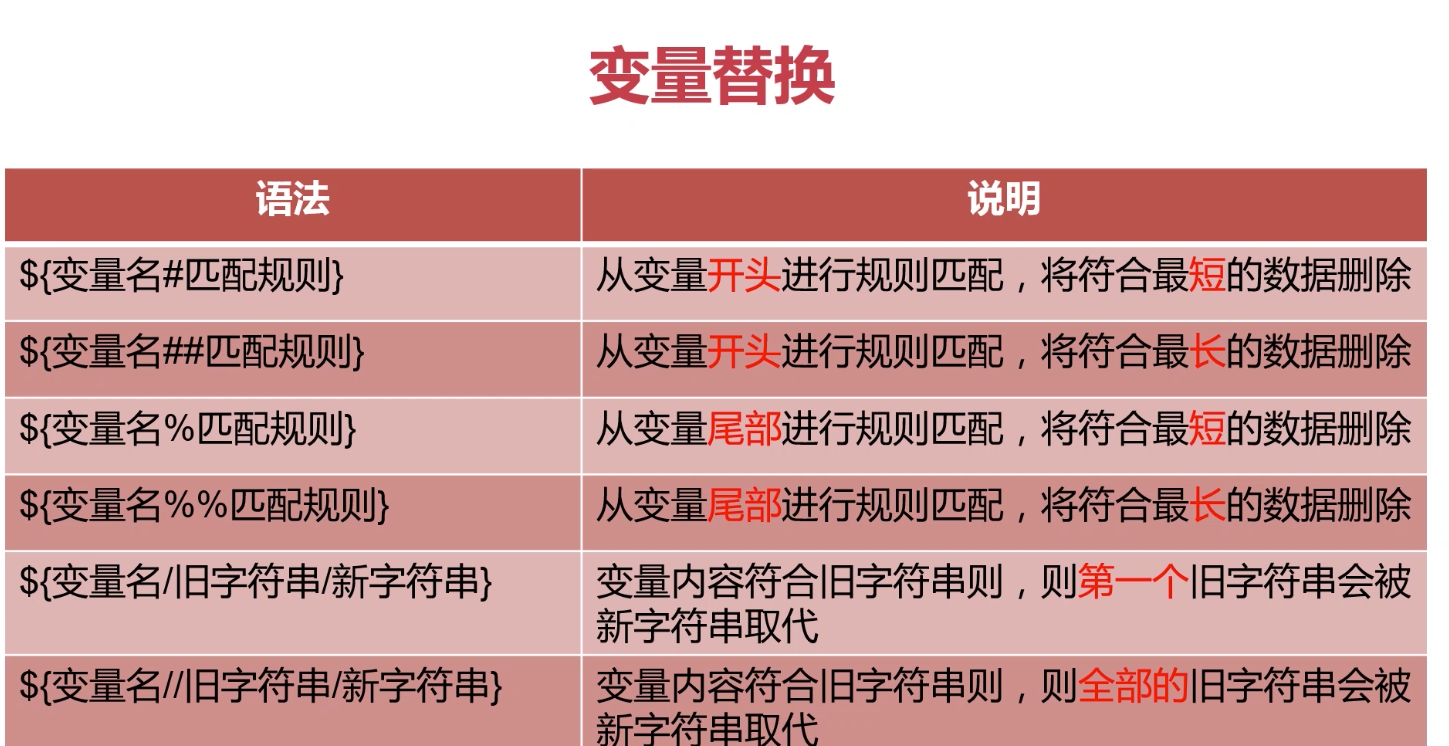 变量替换
语法
说明
${变量名#匹配规则}
从变量开头进行规则匹配，将符合最短的数据删除
${变量名##匹配规则}
从变量开头进行规则匹配，将符合最长的数据删除
${变量名%匹配规则}
从变量尾部进行规则匹配，将符合最短的数据删除
${变量名%%匹配规则}
从变量尾部进行规则匹配，将符合最长的数据删除
${变量名/旧字符串/新字符串}
变量内容符合旧字符串则，则第一个旧字符串会被
新字符串取代
${变量名//旧字符串/新字符串}
变量内容符合旧字符串则，则全部的旧字符串会被
新字符串取代